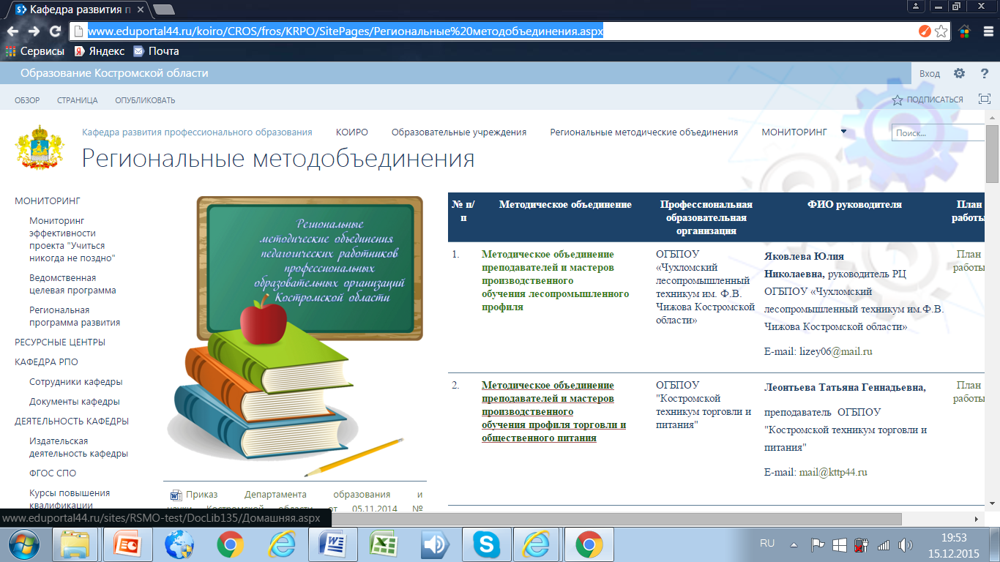 Кафедра развития п
www.eduportal44.ru/koiro/CROS/fros/KRPO/SitePages/Региональные%20методобъединения.aspx
Сервисы Яндекс Почта
Образование Костромской области
Вход
ОБЗОР СТРАНИЦА ОПУБЛИКОВАТЬ
ПОДПИСАТЬСЯ
Кафедра развития профессионального образования КОИРО Образовательные учреждения Региональные методические объединения МОНИТОРИНГ
Поиск...
Региональные методобъединения
МОНИТОРИНГ
Мониторинг
эффективности
проекта "Учиться
никогда не поздно"
Ведомственная
целевая программа
Региональная
программа развития
РЕСУРСНЫЕ ЦЕНТРЫ
КАФЕДРА РПО
Сотрудники кафедры
Документы кафедры
ДЕЯТЕЛЬНОСТЬ КАФЕДРЫ
Издательская
деятельность кафедры
ФГОС СПО
Курсы повышения
квалификации
Региональные
методические объединения
педагогических работников
профессиональных
образовательных организаций
Костромской области
Приказ Департамента образования и
науки Костромской области от 05.11.2014 №
№ п/
п
Методическое объединение
Профессиональная
образовательная
организация
ФИО руководителя
План
работы
1.
Методическое объединение
преподавателей и мастеров
производственного
обучения лесопромышленного
профиля
ОГБПОУ
«Чухломский
лесопромышленный
техникум им. Ф.В.
Чижова Костромской
области»
Яковлева Юлия
Николаевна, руководитель РЦ
ОГБПОУ «Чухломский
лесопромышленный техникум им.Ф.В.
Чижова Костромской области»
E-mail: lizey06@mail.ru
План
работы
2.
Методическое объединение
преподавателей и мастеров
производственного
обучения профиля торговли и
общественного питания
ОГБПОУ
"Костромской
техникум торговли и
питания"
Леонтьева Татьяна Геннадьевна,
преподаватель ОГБПОУ
"Костромской техникум торговли и
питания"
E-mail: mail@kttp44.ru
План
работы
www.eduportal44.ru/sites/RSMO-test/DocLib135/Домашняя.aspx
RU
19:53
15.12.2015